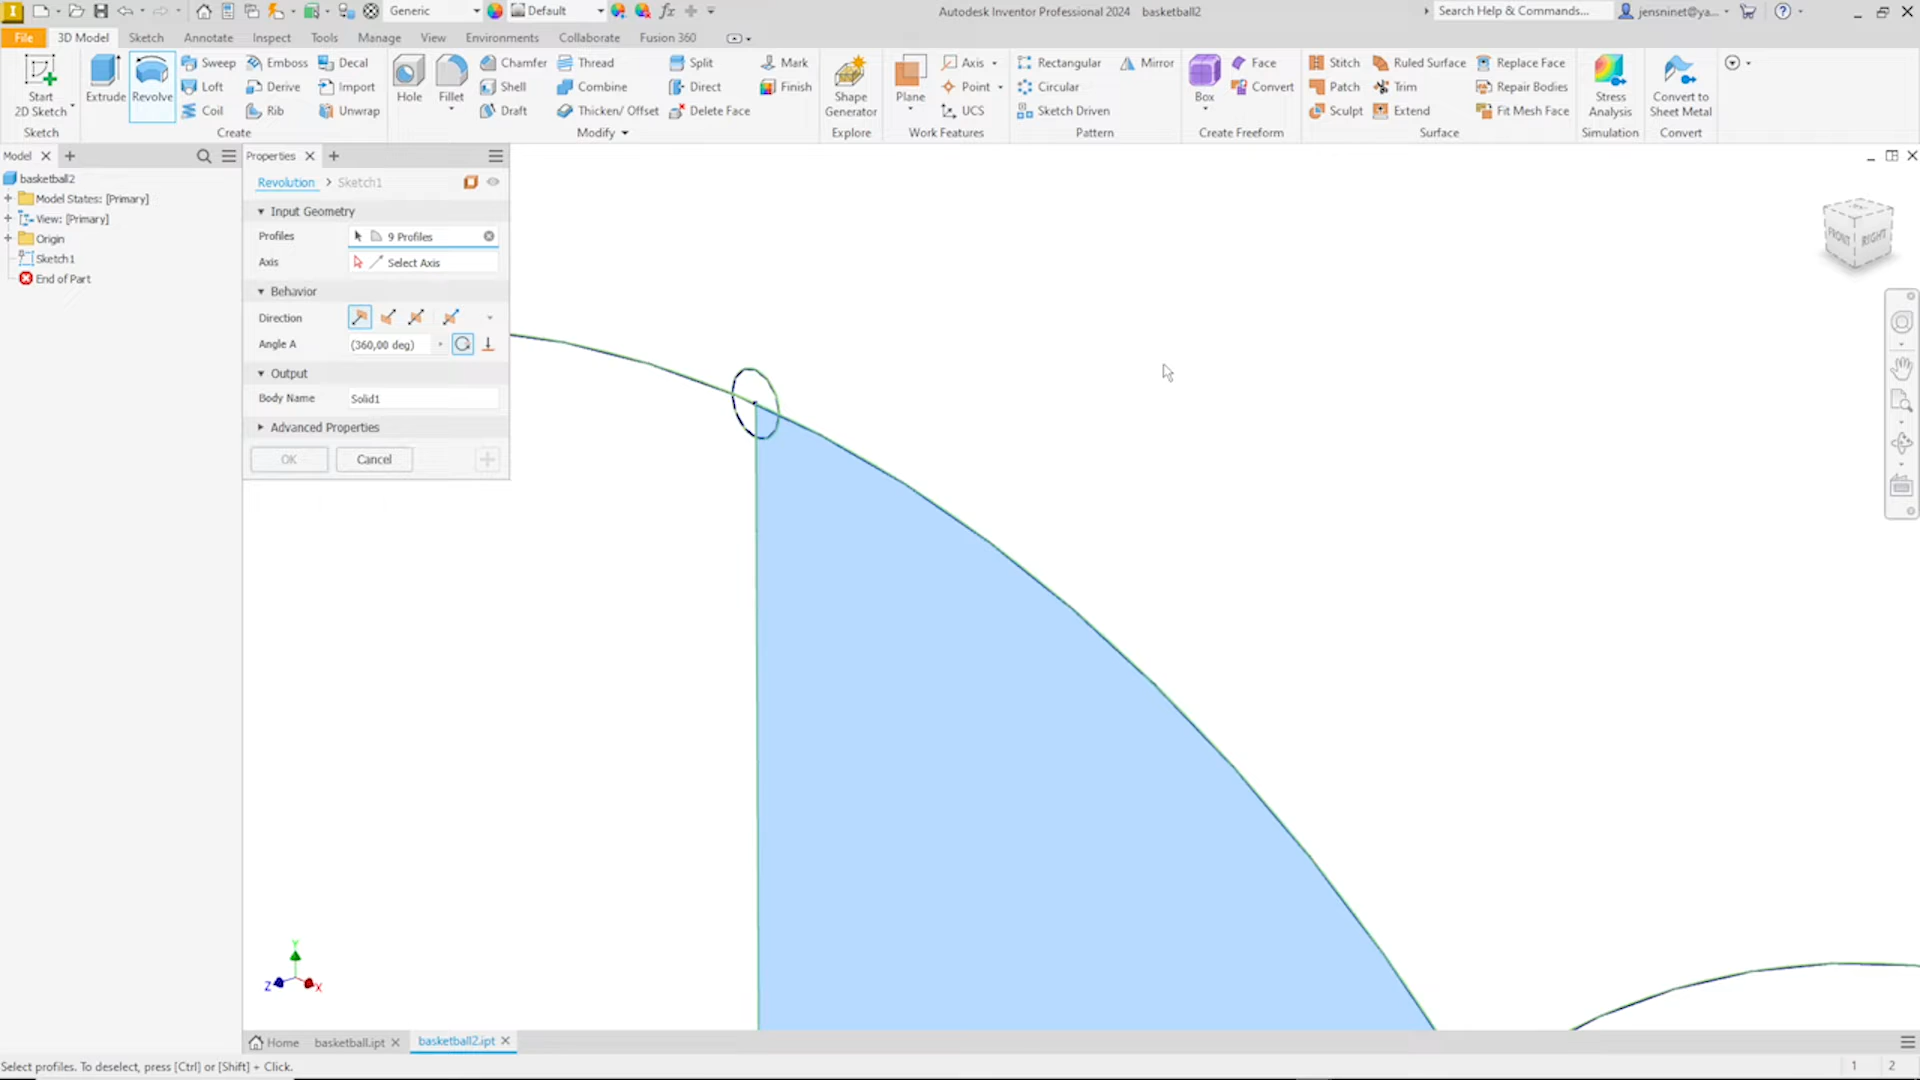 Generic
Default
fx
Autodesk Inventor Professional 2024 basketball2
Search Help & Commands...
jensninet@ya...
File 3D Model Sketch Annotate Inspect Tools Manage View Environments Collaborate Fusion 360
Start
2D Sketch
Sketch
Extrude
Revolve
Sweep
Emboss
Decal
Loft
Derive
Import
Coil
Rib
Unwrap
Create
Hole
Fillet
Chamfer
Thread
Split
Mark
Shell
Combine
Direct
Finish
Draft
Thicken/ Offset
Delete Face
Modify
Shape
Generator
Explore
Plane
Axis
Point
UCS
Work Features
Rectangular
Mirror
Circular
Sketch Driven
Pattern
Box
Face
Convert
Create Freeform
Stitch
Ruled Surface
Replace Face
Patch
Trim
Repair Bodies
Sculpt
Extend
Fit Mesh Face
Surface
Stress
Analysis
Simulation
Convert to
Sheet Metal
Convert
Model
basketball2
Model States: [Primary]
View: [Primary]
Origin
Sketch1
End of Part
Properties
Revolution > Sketch1
Input Geometry
Profiles 9 Profiles
Axis Select Axis
Behavior
Direction
Angle A (360,00 deg)
Output
Body Name Solid1
Advanced Properties
OK Cancel
FRONT RIGHT
Y
Z X
Home basketball.ipt basketball2.ipt
Select profiles. To deselect, press [Ctrl] or [Shift] + Click.
1 2